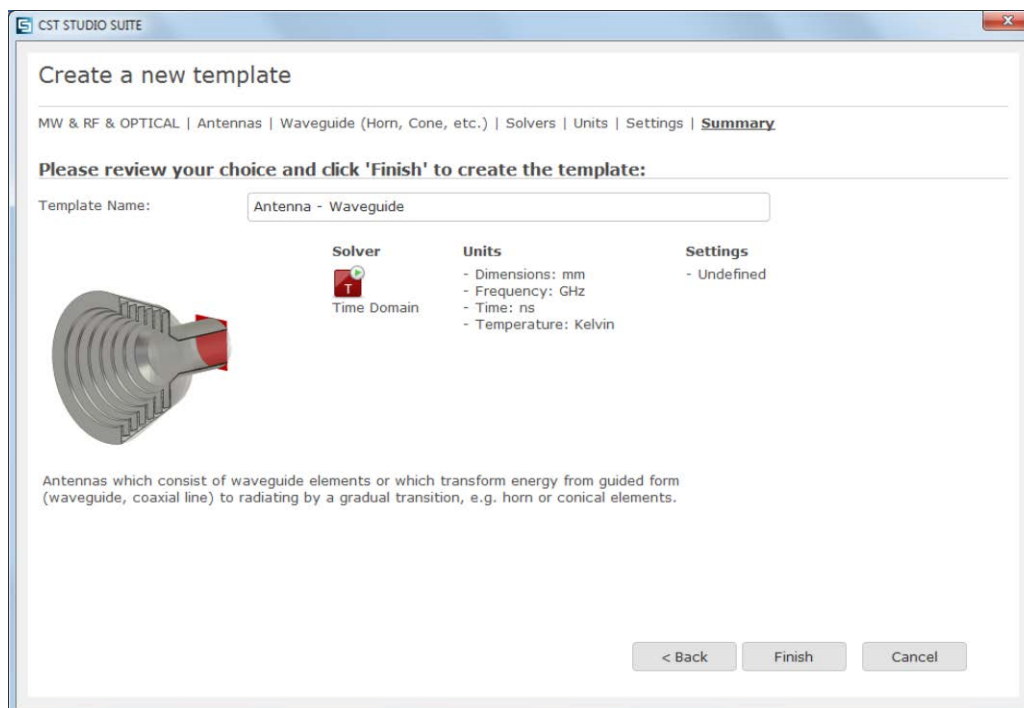 CST STUDIO SUITE
Create a new template
MW & RF & OPTICAL | Antennas | Waveguide (Horn, Cone, etc.) | Solvers | Units | Settings | Summary
Please review your choice and click 'Finish' to create the template:
Template Name: Antenna - Waveguide
Solver
T
Time Domain
Units
- Dimensions: mm
- Frequency: GHz
- Time: ns
- Temperature: Kelvin
Settings
- Undefined
Antennas which consist of waveguide elements or which transform energy from guided form
(waveguide, coaxial line) to radiating by a gradual transition, e.g. horn or conical elements.
< Back Finish Cancel